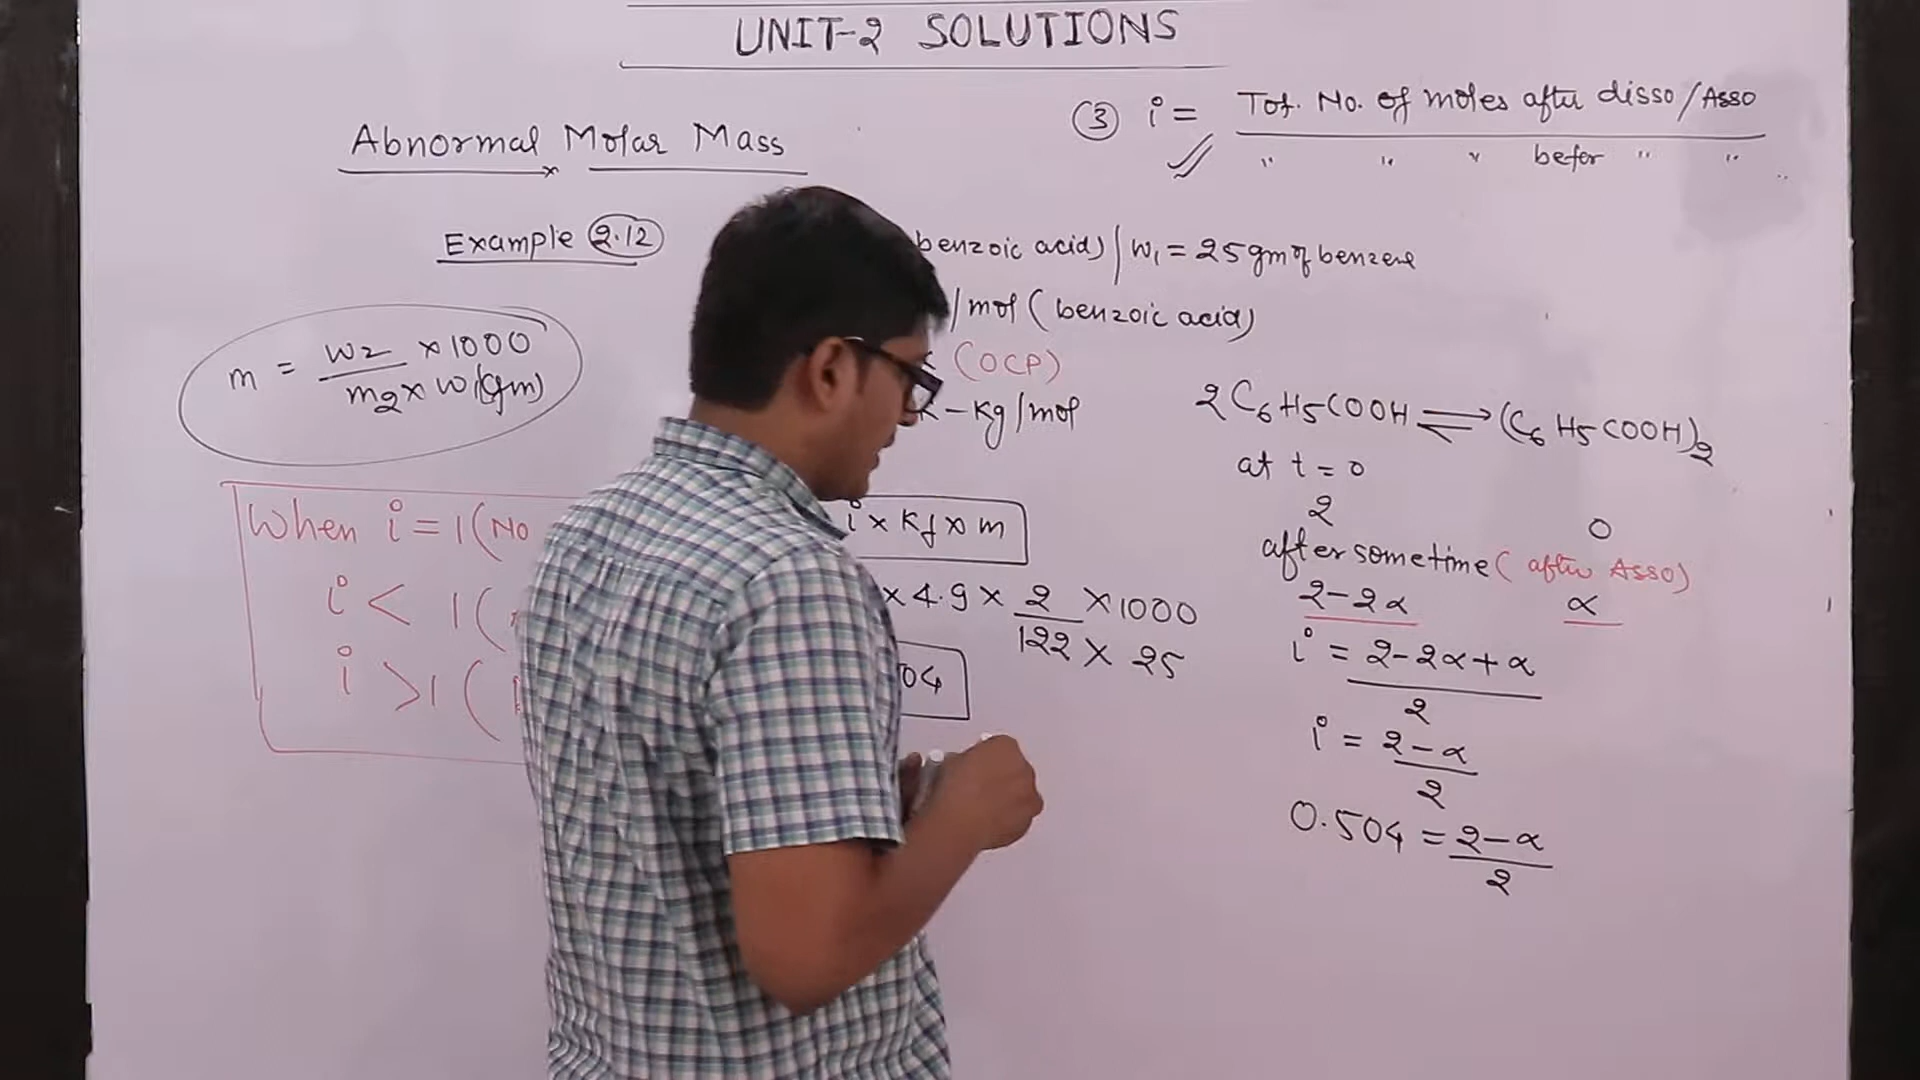 UNIT-2 SOLUTIONS
Abnormal Molar Mass
Example 2.12
m = w2 × 1000
m2 × w1(gm)
When i = 1 (No
i < 1 (
i > 1 (
③ i = Tot. No. of moles after disso/Asso
" " " befor " "
benzoic acid) | w1 = 25 gm of benzene
/mol (benzoic acid)
(OCP)
K-Kg/mol
i × Kf × m
× 4.9 × 2 × 1000
122 × 25
04
2C6H5COOH ⇌ (C6H5COOH)2
at t = 0
2 0
after sometime (after Asso)
2-2α α
i = 2-2α+α
2
i = 2-α
2
0.504 = 2-α
2